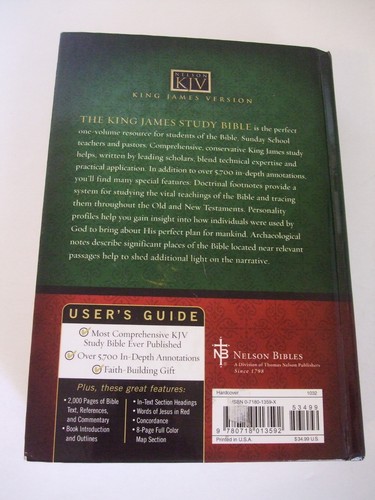 NELSON
KJV
KING JAMES VERSION
THE KING JAMES STUDY BIBLE is the perfect
one-volume resource for students of the Bible, Sunday School
teachers and pastors. Comprehensive, conservative King James study
helps, written by leading scholars, blend technical expertise and
practical application. In addition to over 5,700 in-depth annotations,
you'll find many special features: Doctrinal footnotes provide a
system for studying the vital teachings of the Bible and tracing
them throughout the Old and New Testaments. Personality
profiles help you gain insight into how individuals were used by
God to bring about His perfect plan for mankind. Archaeological
notes describe significant places of the Bible located near relevant
passages help to shed additional light on the narrative.
USER'S GUIDE
Most Comprehensive KJV
Study Bible Ever Published
Over 5,700 In-Depth Annotations
Faith-Building Gift
Plus, these great features:
• 2,000 Pages of Bible
Text, References,
and Commentary
• Book Introduction
and Outlines
• In-Text Section Headings
• Words of Jesus in Red
• Concordance
• 8-Page Full Color
Map Section
NB
NELSON BIBLES
A Division of Thomas Nelson Publishers
Since 1798
Hardcover 1032
ISBN 0-7180-1359-X
53499
9 780718 013592
Printed in U.S.A. $34.99 U.S.